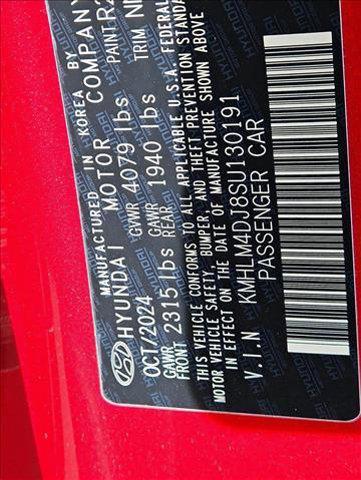 MANUFACTURED IN KOREA BY
HYUNDAI MOTOR COMPANY
OCT/2024 GVWR 4079 lbs PAINT R2
GAWR FRONT 2315 lbs GAWR REAR 1940 lbs TRIM
THIS VEHICLE CONFORMS TO ALL APPLICABLE U.S.A. FEDERAL
MOTOR VEHICLE SAFETY, BUMPER, AND THEFT PREVENTION STANDA
IN EFFECT ON THE DATE OF MANUFACTURE SHOWN ABOVE
V.I.N KMHLM4DJ8SU130191
PASSENGER CAR